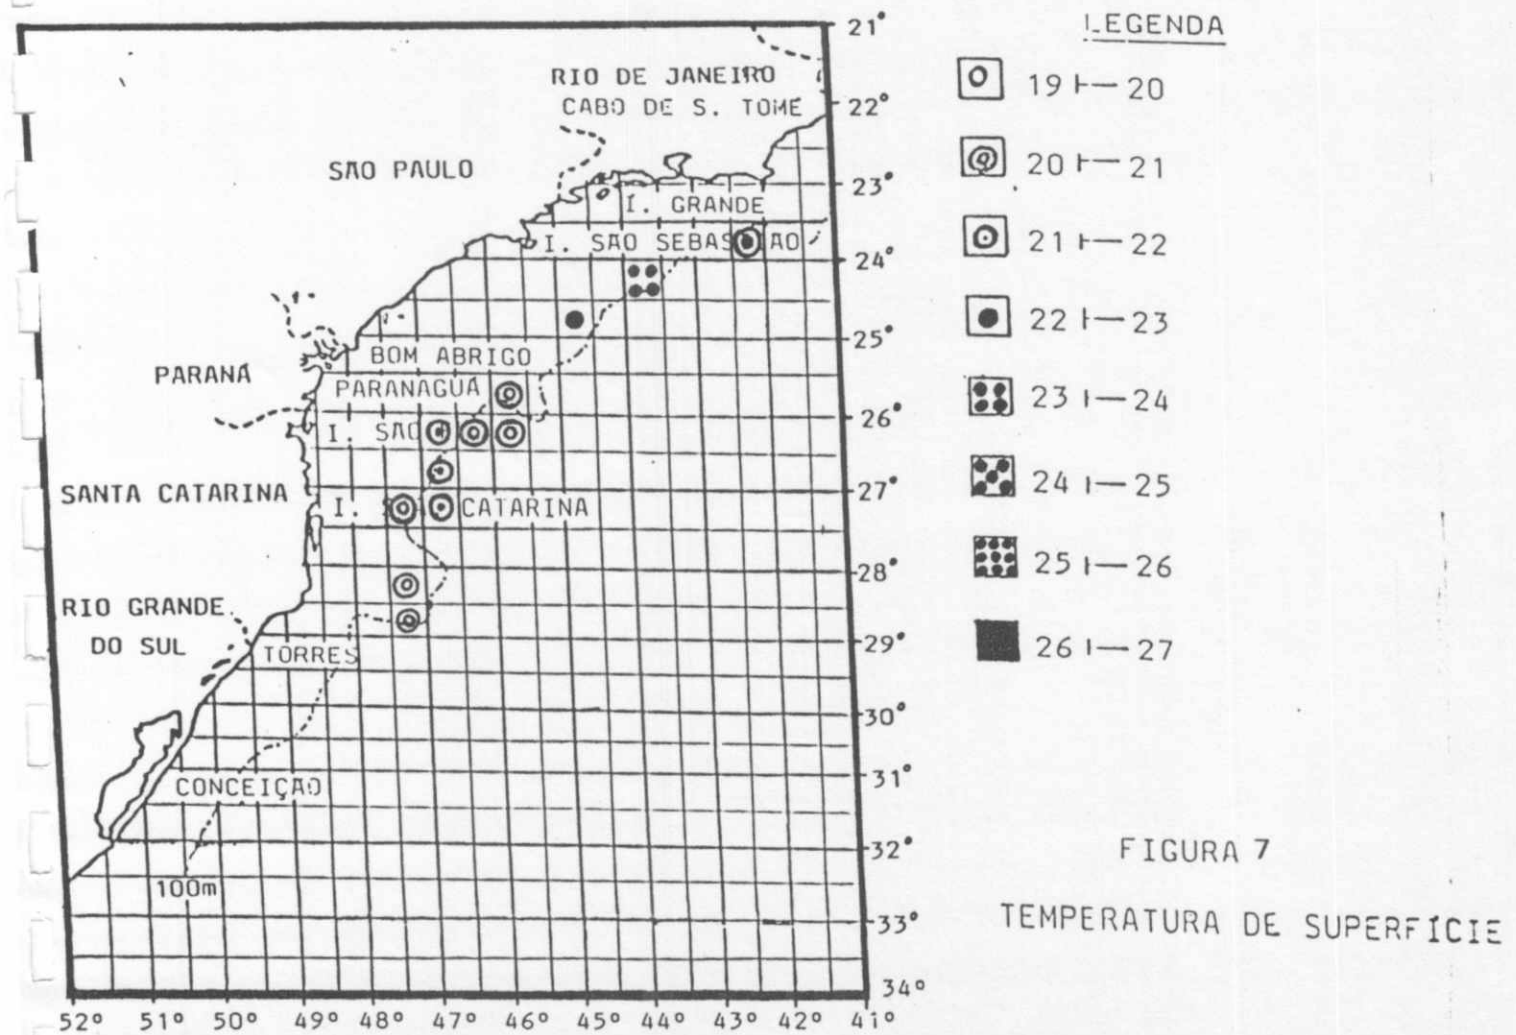 LEGENDA
19 ⊢— 20
20 ⊢— 21
21 ⊢— 22
22 ⊢— 23
23 ⊢— 24
24 ⊢— 25
25 ⊢— 26
26 ⊢— 27
RIO DE JANEIRO
CABO DE S. TOMÉ
SÃO PAULO
I. GRANDE
I. SÃO SEBASTIÃO
BOM ABRIGO
PARANÁ
PARANAGUÁ
I. SÃO
SANTA CATARINA
I. CATARINA
RIO GRANDE
DO SUL
TORRES
CONCEIÇÃO
100m
21°
22°
23°
24°
25°
26°
27°
28°
29°
30°
31°
32°
33°
34°
52° 51° 50° 49° 48° 47° 46° 45° 44° 43° 42° 41°
FIGURA 7
TEMPERATURA DE SUPERFÍCIE